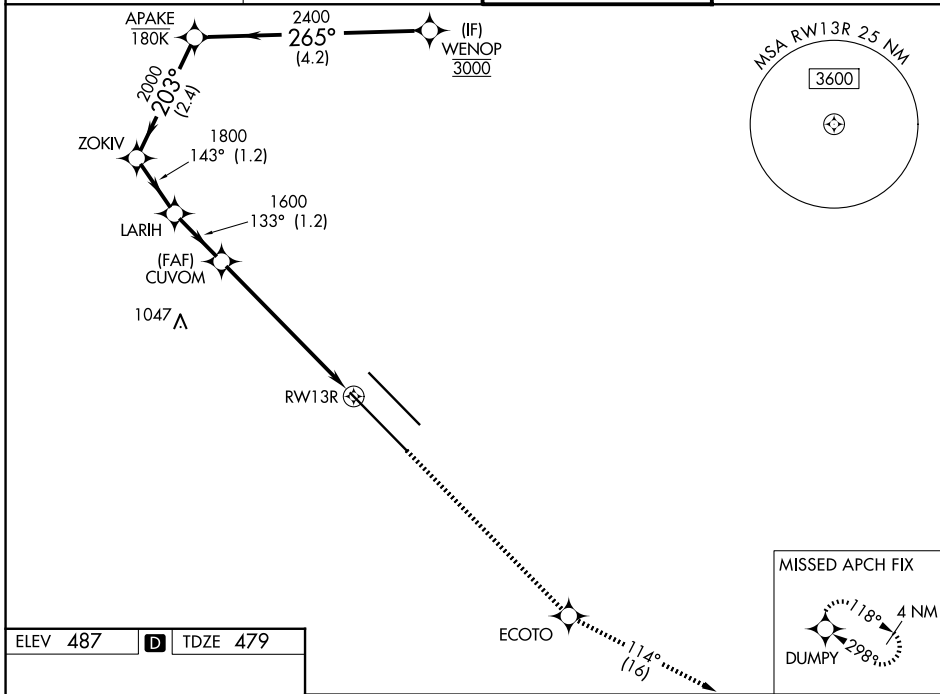 APAKE
180K
2400
265°
(4.2)
(IF)
WENOP
3000
MSA RW13R 25 NM
3600
2000
203°
(2.4)
ZOKIV
1800
143° (1.2)
LARIH
1600
133° (1.2)
(FAF)
CUVOM
1047
RW13R
ECOTO
114°
(16)
MISSED APCH FIX
118°
4 NM
298°
DUMPY
ELEV 487 D TDZE 479